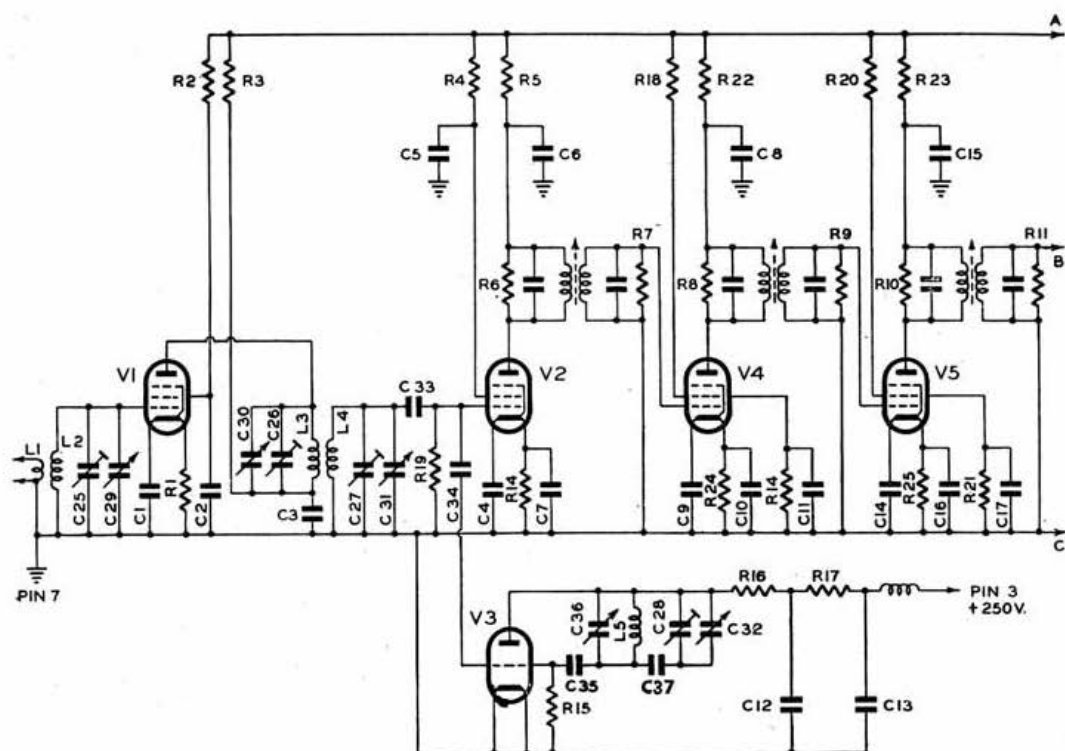 A
R2
R3
R4
R5
R18
R22
R20
R23
C5
C6
C8
C15
R7
R9
R11
B
R6
R8
R10
V1
V2
V4
V5
C30
C26
L3
L4
C33
L1
L2
C25
C29
C1
R1
C2
C3
C27
C31
R19
C34
C4
R14
C7
C9
R24
C10
R14
C11
C14
R25
C16
R21
C17
C
PIN 7
V3
C36
L5
C28
C32
R16
R17
PIN 3
+250V.
C35
C37
R15
C12
C13